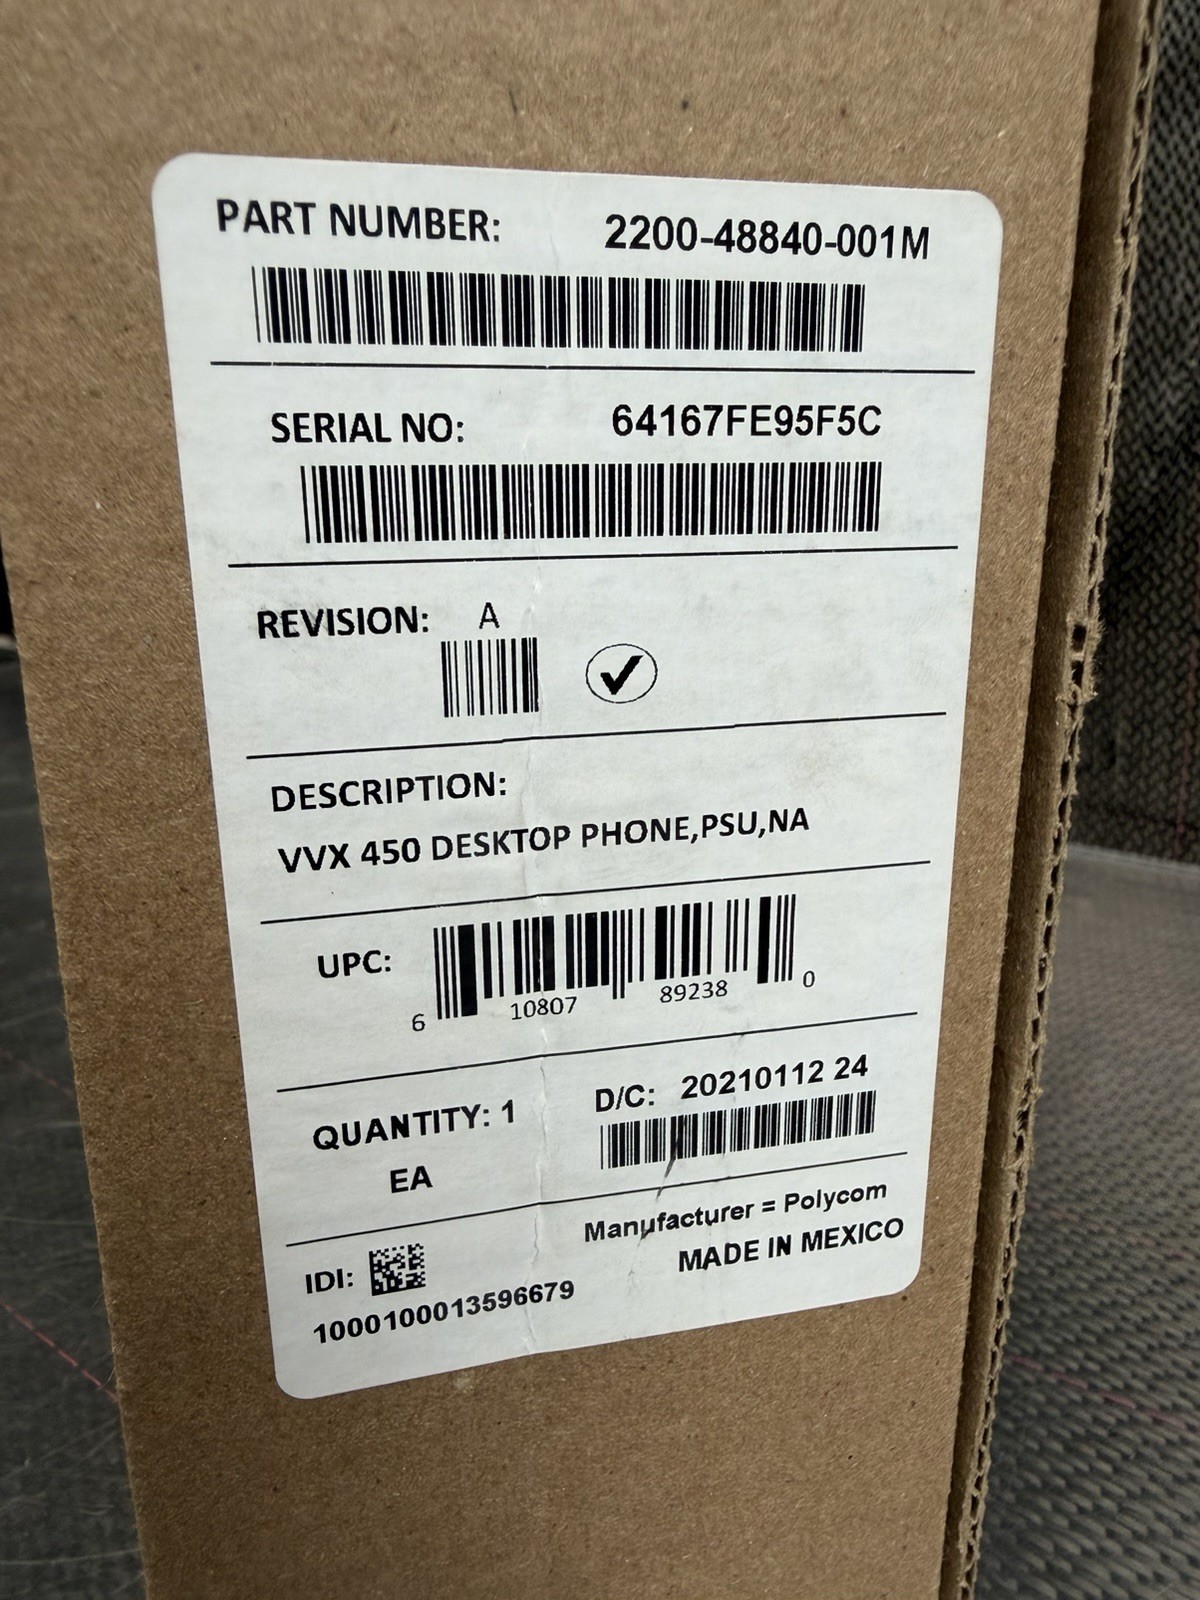 PART NUMBER: 2200-48840-001M
SERIAL NO: 64167FE95F5C
REVISION: A
DESCRIPTION:
VVX 450 DESKTOP PHONE,PSU,NA
UPC:
6 10807 89238 0
QUANTITY: 1
EA
D/C: 20210112 24
Manufacturer = Polycom
MADE IN MEXICO
IDI:
1000100013596679